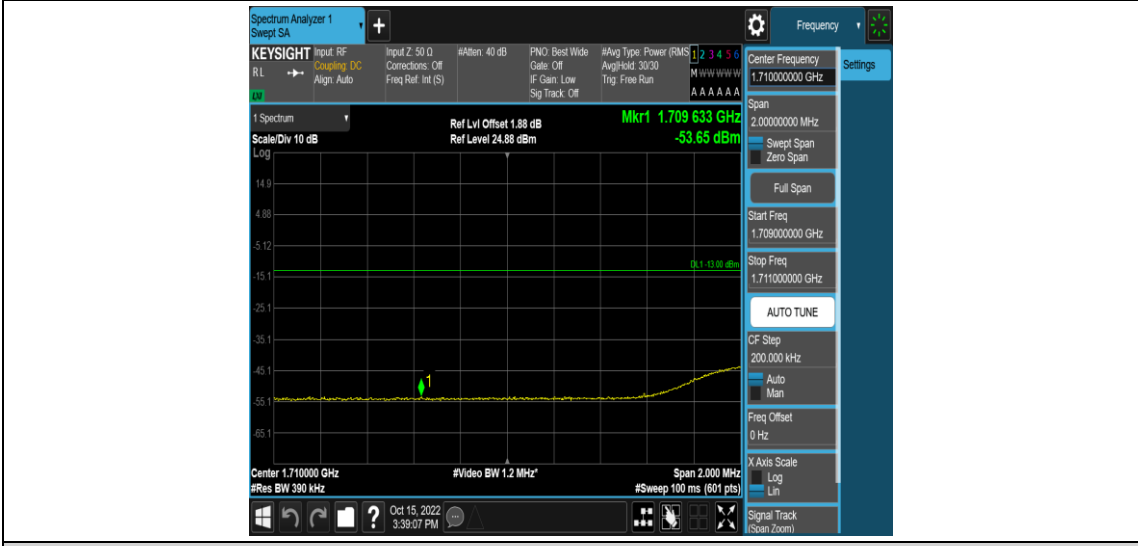 Spectrum Analyzer 1
Swept SA
+
Frequency
KEYSIGHT
RL
Input: RF
Coupling: DC
Align: Auto
Input Z: 50 Ω
Corrections: Off
Freq Ref: Int (S)
#Atten: 40 dB
PNO: Best Wide
Gate: Off
IF Gain: Low
Sig Track: Off
#Avg Type: Power (RMS
Avg|Hold: 30/30
Trig: Free Run
1 2 3 4 5 6
M W W W W W
A A A A A A
1 Spectrum
Scale/Div 10 dB
Log
Ref Lvl Offset 1.88 dB
Ref Level 24.88 dBm
Mkr1 1.709 633 GHz
-53.65 dBm
14.9
4.88
-5.12
DL1 -13.00 dBm
-15.1
-25.1
-35.1
-45.1
1
-55.1
-65.1
Center 1.710000 GHz
#Video BW 1.2 MHz*
Span 2.000 MHz
#Res BW 390 kHz
#Sweep 100 ms (601 pts)
?
Oct 15, 2022
3:39:07 PM
Center Frequency
1.710000000 GHz
Settings
Span
2.00000000 MHz
Swept Span
Zero Span
Full Span
Start Freq
1.709000000 GHz
Stop Freq
1.711000000 GHz
AUTO TUNE
CF Step
200.000 kHz
Auto
Man
Freq Offset
0 Hz
X Axis Scale
Log
Lin
Signal Track
(Span Zoom)